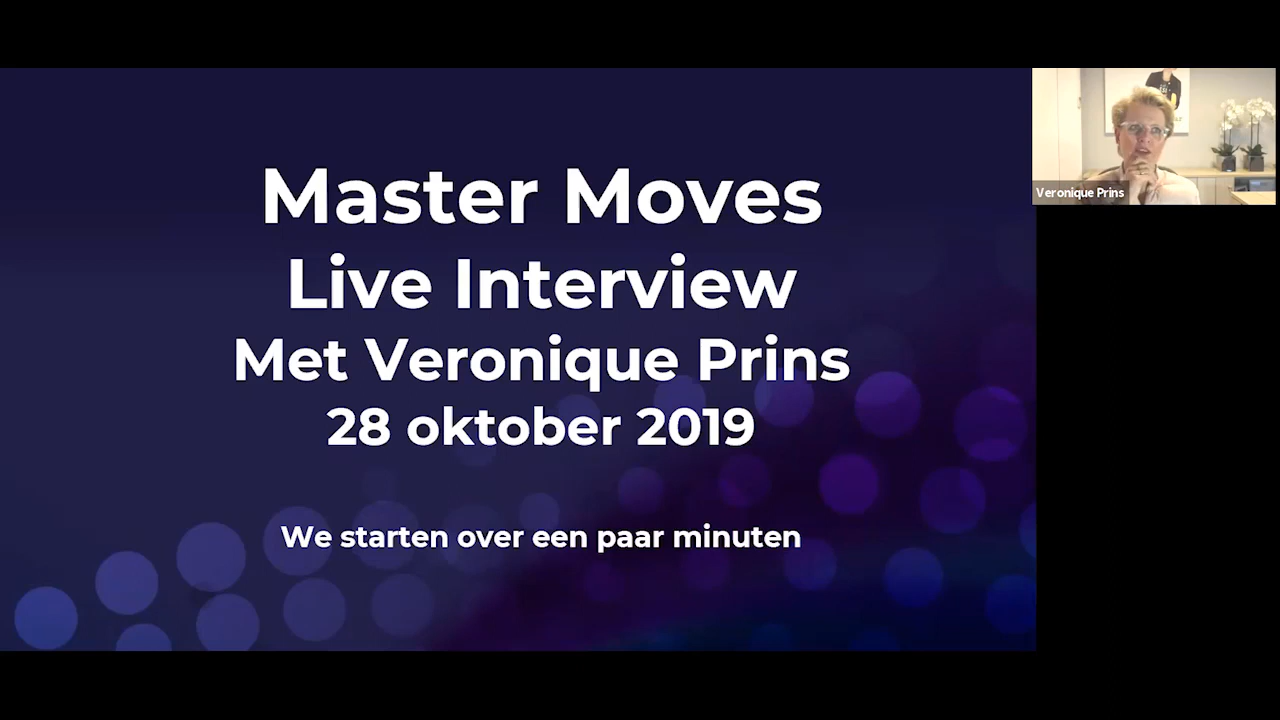 Master Moves
Live Interview
Met Veronique Prins
28 oktober 2019
We starten over een paar minuten
Veronique Prins